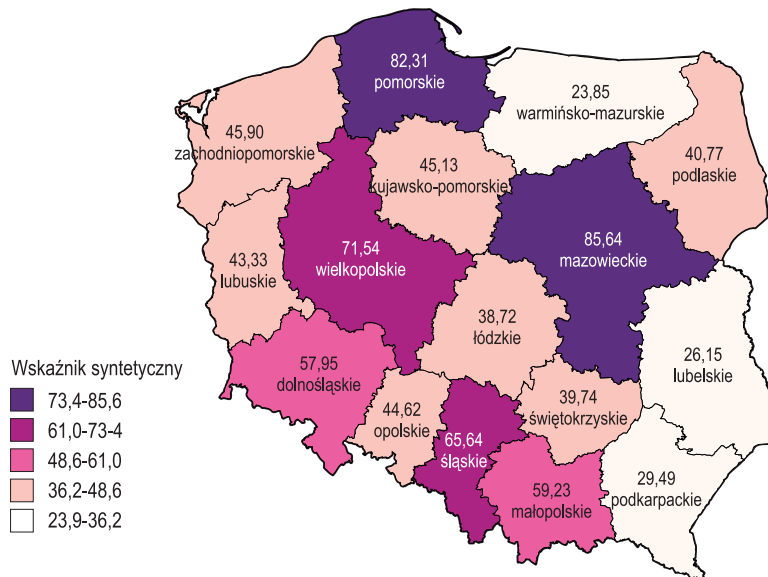 82,31
pomorskie
23,85
warmińsko-mazurskie
45,90
zachodniopomorskie
45,13
kujawsko-pomorskie
40,77
podlaskie
71,54
wielkopolskie
85,64
mazowieckie
43,33
lubuskie
38,72
łódzkie
57,95
dolnośląskie
26,15
lubelskie
44,62
opolskie
39,74
świętokrzyskie
65,64
śląskie
59,23
małopolskie
29,49
podkarpackie
Wskaźnik syntetyczny
73,4-85,6
61,0-73-4
48,6-61,0
36,2-48,6
23,9-36,2